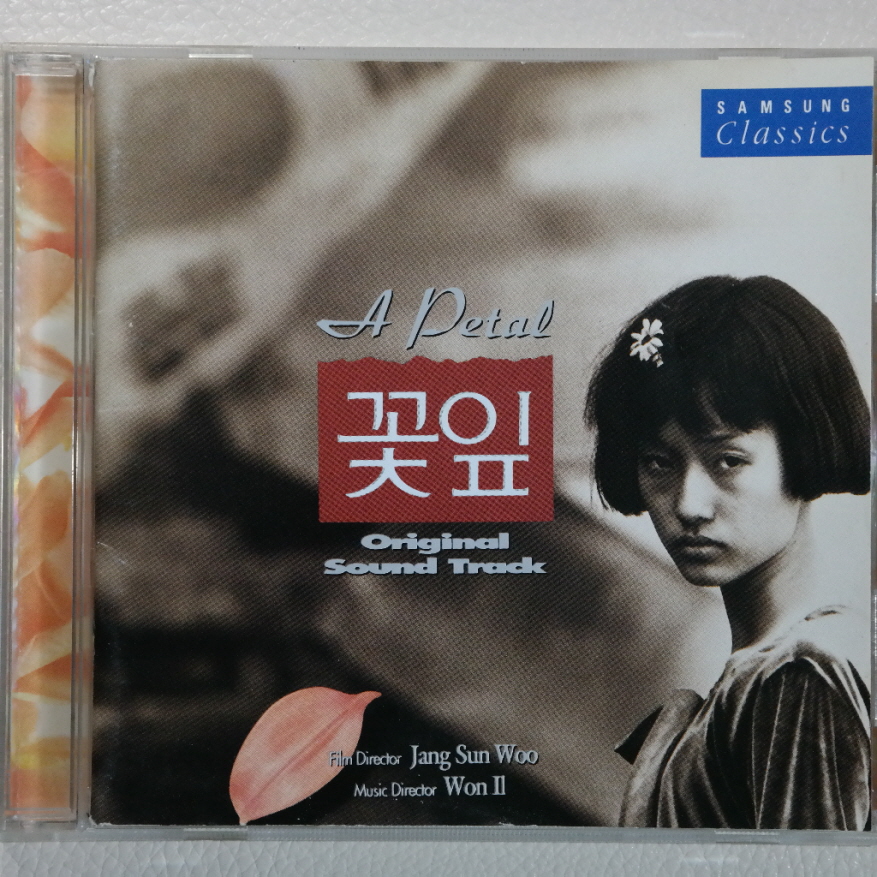 SAMSUNG
Classics
A Petal
꽃잎
Original
Sound Track
Film Director Jang Sun Woo
Music Director Won Il